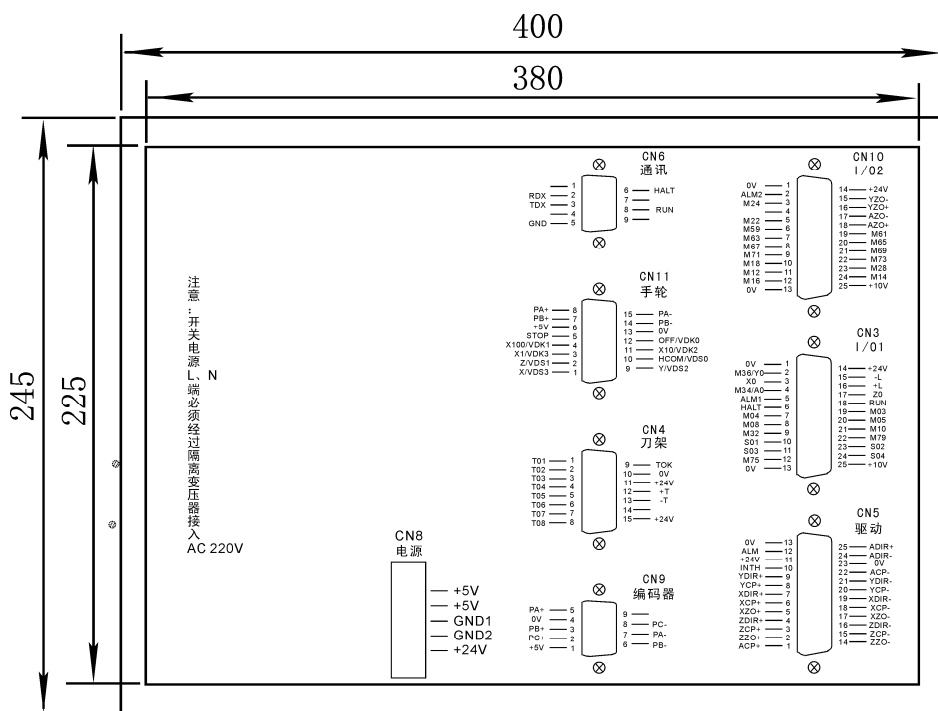 400
380
245
225
注意：开关电源L、N端必须经过隔离变压器接入
AC 220V
CN8
电源
+5V
+5V
GND1
GND2
+24V
CN6
通讯
1
RDX 2
TDX 3
4
GND 5
6 HALT
7
8 RUN
9
CN11
手轮
PA+ 8
PB+ 7
+5V 6
STOP 5
X100/VDK1 4
X1/VDK3 3
Z/VDS1 2
X/VDS3 1
15 PA-
14 PB-
13 0V
12 OFF/VDK0
11 X10/VDK2
10 HCOM/VDS0
9 Y/VDS2
CN4
刀架
T01 1
T02 2
T03 3
T04 4
T05 5
T06 6
T07 7
T08 8
9 TOK
10 0V
11 +24V
12 +T
13 -T
14
15 +24V
CN9
编码器
PA+ 5
0V 4
PB+ 3
PC+ 2
+5V 1
9
8 PC-
7 PA-
6 PB-
CN10
I/O2
0V 1
ALM2 2
M24 3
4
M22 5
M59 6
M63 7
M67 8
M71 9
M18 10
M12 11
M16 12
0V 13
14 +24V
15 YZO-
16 YZO+
17 AZO-
18 AZO+
19 M61
20 M65
21 M69
22 M73
23 M28
24 M14
25 +10V
CN3
I/O1
0V 1
M36/Y0 2
X0 3
M34/A0 4
ALM1 5
HALT 6
M04 7
M08 8
M32 9
S01 10
S03 11
M75 12
0V 13
14 +24V
15 -L
16 +L
17 Z0
18 RUN
19 M03
20 M05
21 M10
22 M79
23 S02
24 S04
25 +10V
CN5
驱动
0V 13
ALM 12
+24V 11
INTH 10
YDIR+ 9
YCP+ 8
XDIR+ 7
XCP+ 6
XZO+ 5
ZDIR+ 4
ZCP+ 3
ZZO+ 2
ACP+ 1
25 ADIR+
24 ADIR-
23 0V
22 ACP-
21 YDIR-
20 YCP-
19 XDIR-
18 XCP-
17 XZO-
16 ZDIR-
15 ZCP-
14 ZZO-